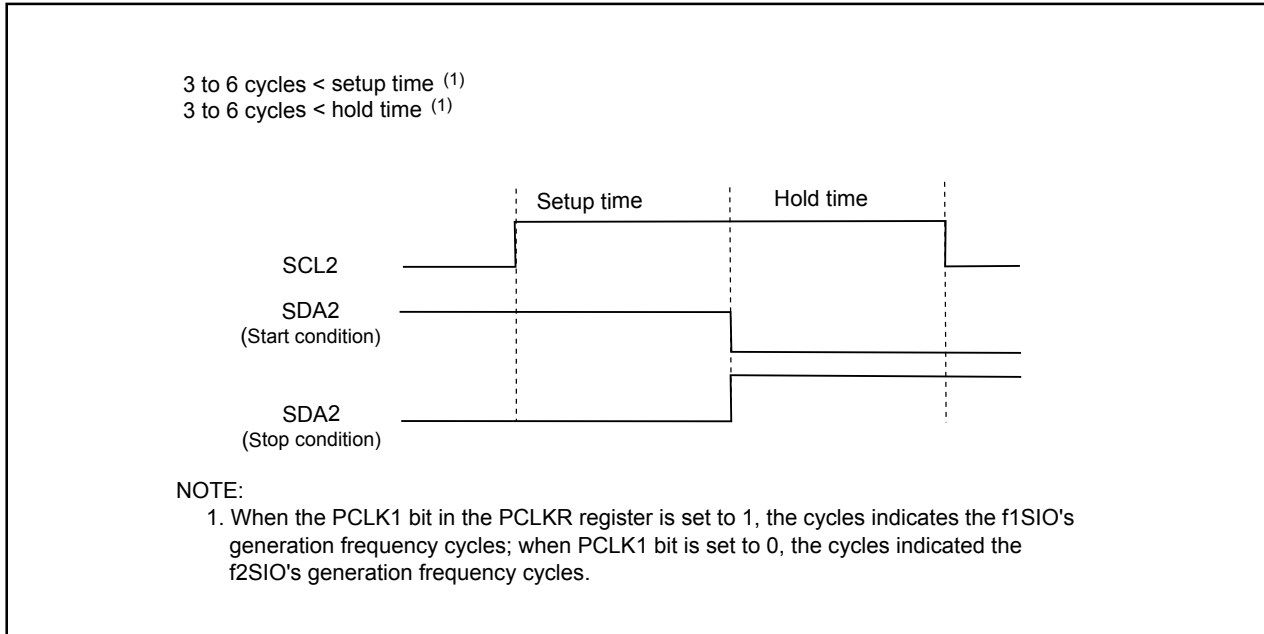 3 to 6 cycles < setup time (1)
3 to 6 cycles < hold time (1)
Setup time
Hold time
SCL2
SDA2
(Start condition)
SDA2
(Stop condition)
NOTE:
1. When the PCLK1 bit in the PCLKR register is set to 1, the cycles indicates the f1SIO's
generation frequency cycles; when PCLK1 bit is set to 0, the cycles indicated the
f2SIO's generation frequency cycles.